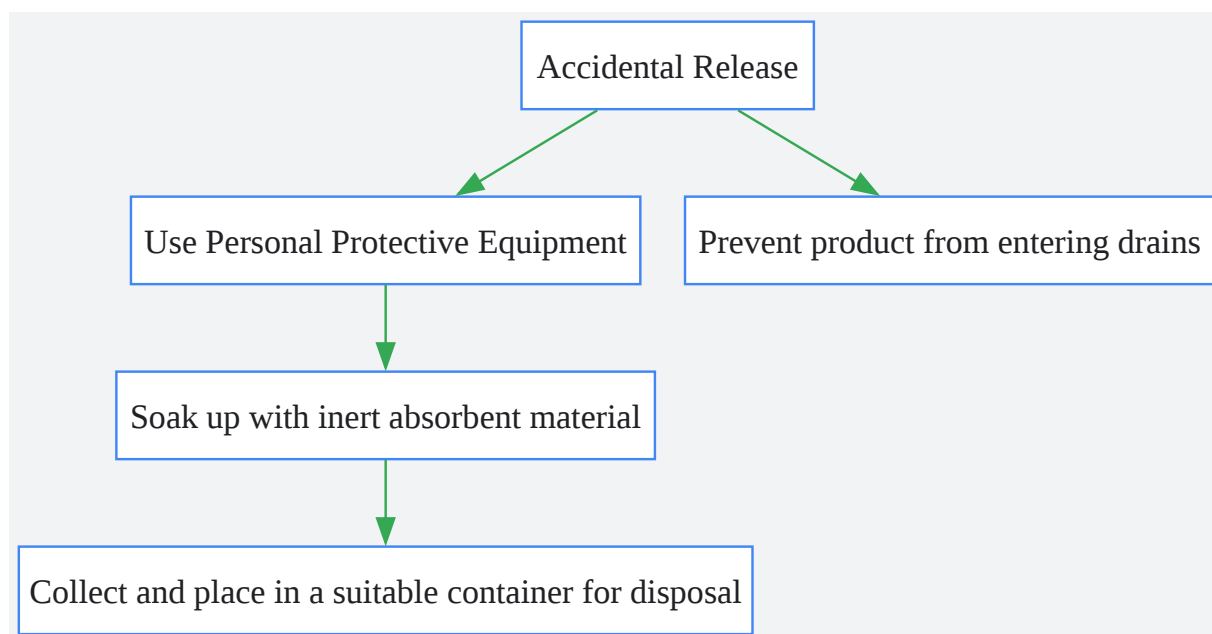 Accidental Release
Use Personal Protective Equipment
Prevent product from entering drains
Soak up with inert absorbent material
Collect and place in a suitable container for disposal